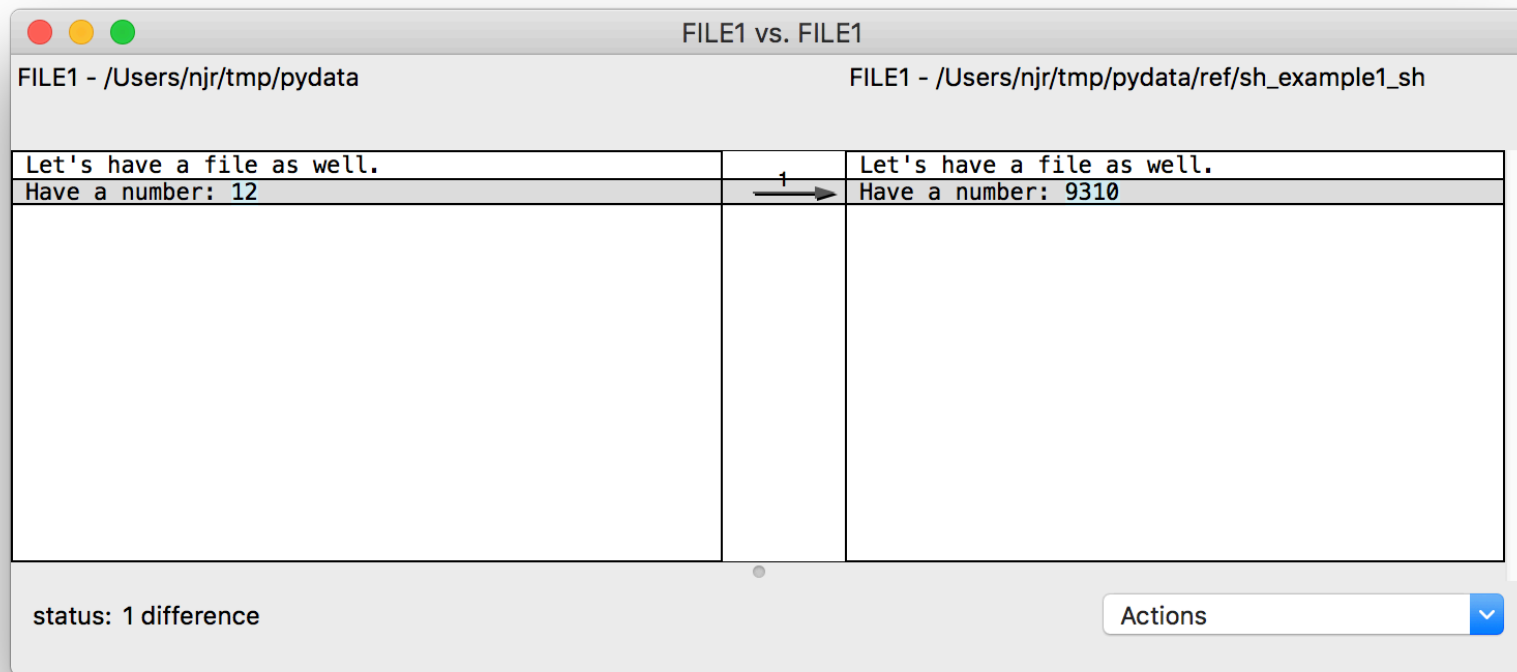 FILE1 vs. FILE1
FILE1 - /Users/njr/tmp/pydata
FILE1 - /Users/njr/tmp/pydata/ref/sh_example1_sh
Let's have a file as well.
Have a number: 12
1
Let's have a file as well.
Have a number: 9310
status: 1 difference
Actions